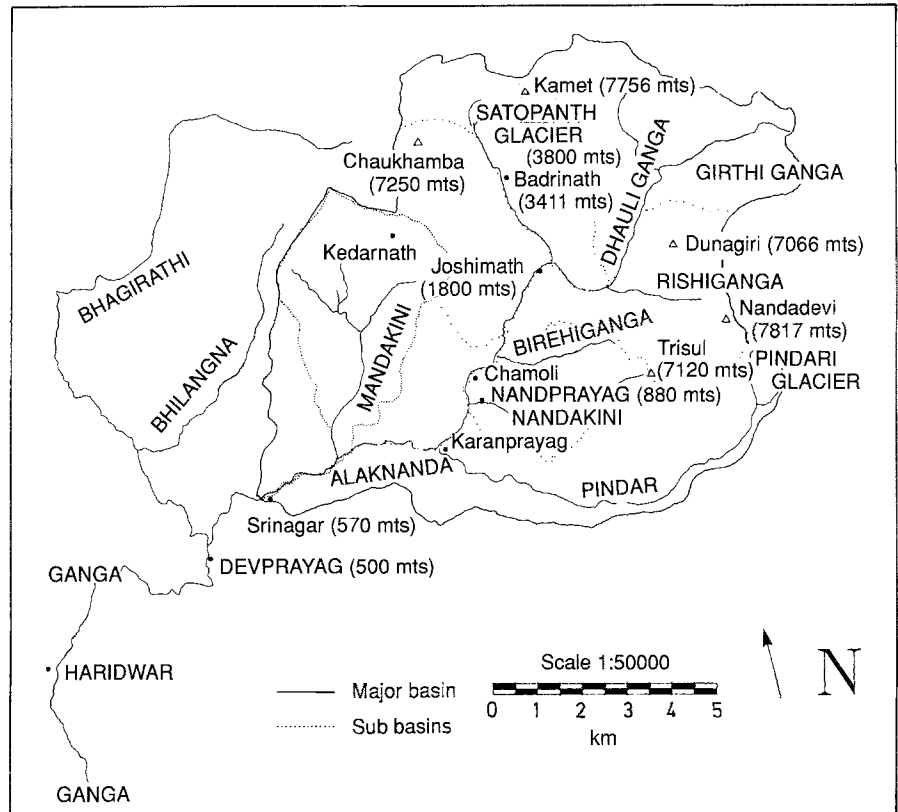 Kamet (7756 mts)
SATOPANTH
GLACIER
(3800 mts)
Chaukhamba
(7250 mts)
Badrinath
(3411 mts)
DHAULI GANGA
GIRTHI GANGA
Kedarnath
Dunagiri (7066 mts)
Joshimath
(1800 mts)
RISHIGANGA
BHAGIRATHI
BHILANGNA
MANDAKINI
BIREHIGANGA
Nandadevi
(7817 mts)
Trisul
(7120 mts)
PINDARI
GLACIER
Chamoli
NANDPRAYAG (880 mts)
NANDAKINI
Karanprayag
ALAKNANDA
PINDAR
Srinagar (570 mts)
DEVPRAYAG (500 mts)
GANGA
HARIDWAR
Scale 1:50000
N
Major basin
Sub basins
0 1 2 3 4 5
km
GANGA